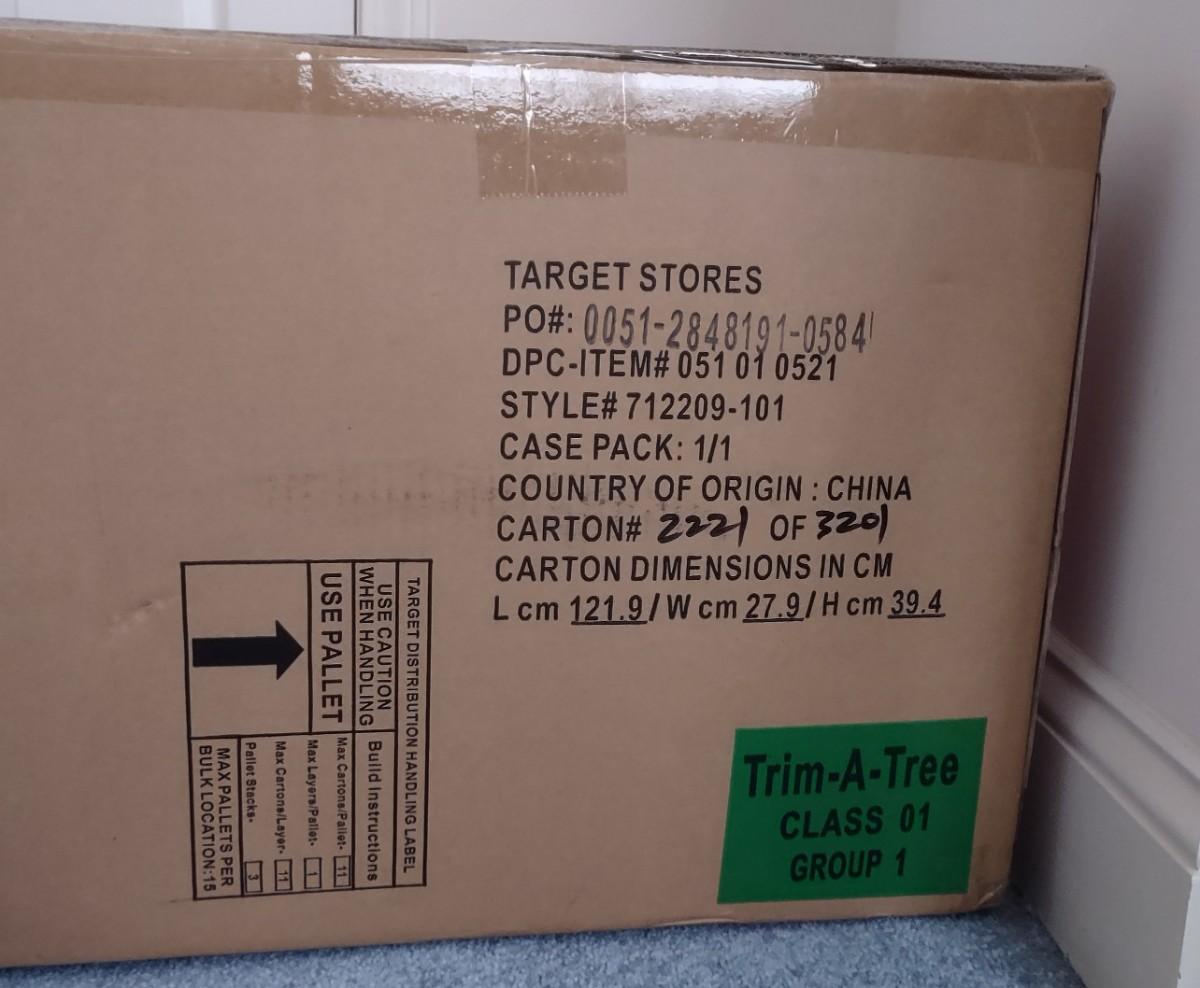 TARGET STORES
PO#: 0051-2848191-0584
DPC-ITEM# 051 01 0521
STYLE# 712209-101
CASE PACK: 1/1
COUNTRY OF ORIGIN : CHINA
CARTON# 2221 OF 3201
CARTON DIMENSIONS IN CM
L cm 121.9/W cm 27.9/H cm 39.4
TARGET DISTRIBUTION HANDLING LABEL
USE CAUTION
WHEN HANDLING
USE PALLET
Build Instructions
Max Cartons/Pallet- 11
Max Layers/Pallet- 1
Max Cartons/Layer- 11
Pallet Stacks- 3
MAX PALLETS PER
BULK LOCATION:15
Trim-A-Tree
CLASS 01
GROUP 1